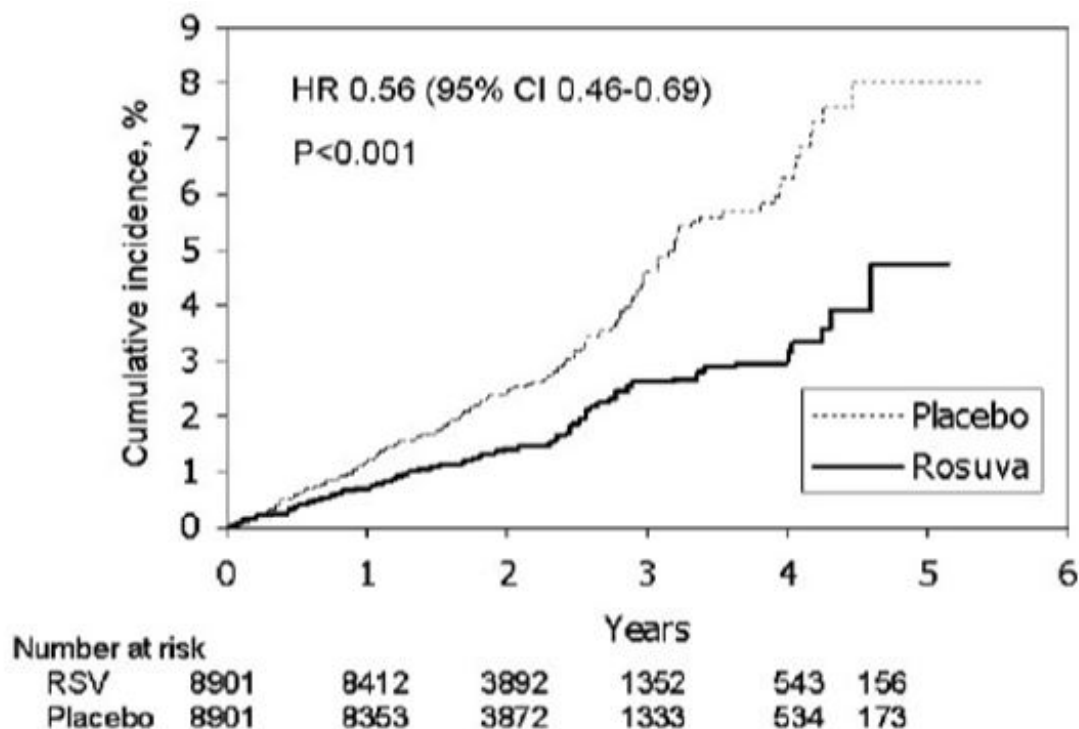 9
8
7
6
5
4
3
2
1
0
Cumulative incidence, %
HR 0.56 (95% CI 0.46-0.69)
P<0.001
Placebo
Rosuva
0 1 2 3 4 5 6
Years
Number at risk
RSV 8901 8412 3892 1352 543 156
Placebo 8901 8353 3872 1333 534 173